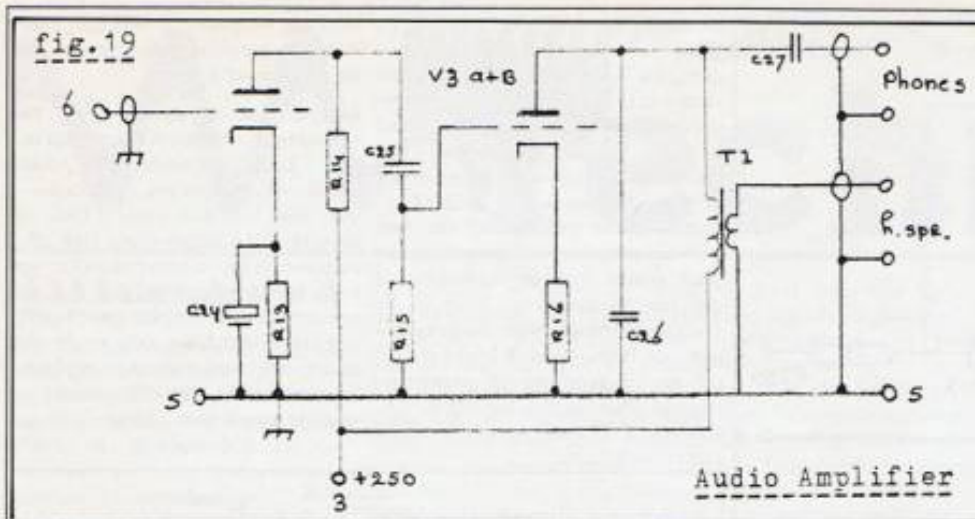 fig.19
6
V3 a+B
C27
Phones
R14
C25
T1
h.spr.
C24
R13
R15
R16
C26
5
5
+250
3
Audio Amplifier